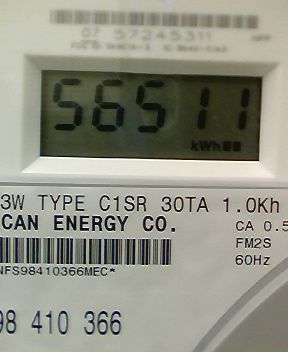 07 57245311
56511
kWh
3W TYPE C1SR 30TA 1.0Kh
CAN ENERGY CO.
CA 0.5
FM2S
60Hz
NFS98410366MEC*
98 410 366